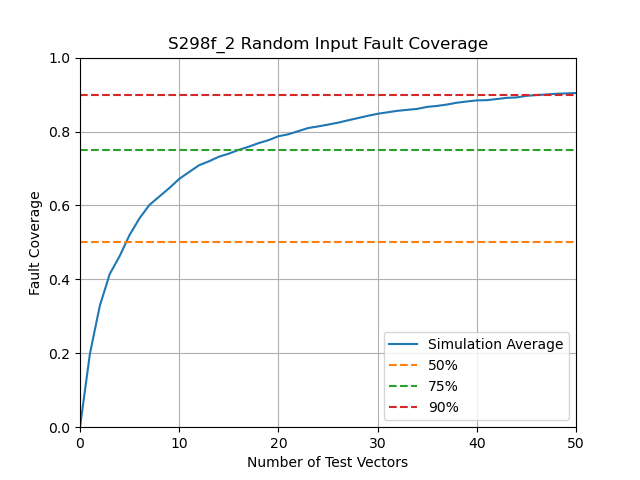 S298f_2 Random Input Fault Coverage
Fault Coverage
1.0
0.8
0.6
0.4
0.2
0.0
0 10 20 30 40 50
Number of Test Vectors
Simulation Average
50%
75%
90%